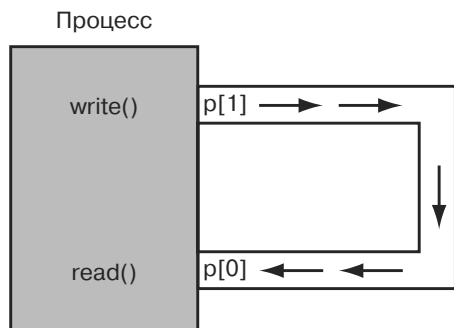 Процесс
write()
p[1]
read()
p[0]